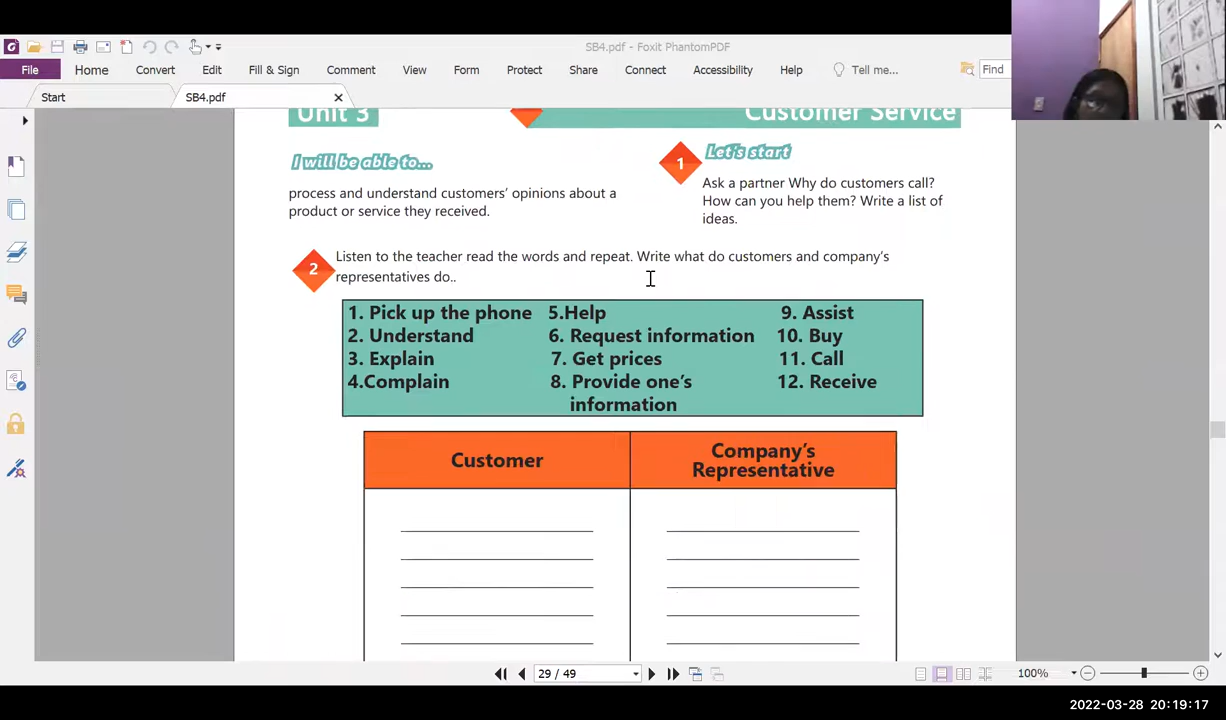 SB4.pdf - Foxit PhantomPDF
File Home Convert Edit Fill & Sign Comment View Form Protect Share Connect Accessibility Help Tell me... Find
Start SB4.pdf
Unit 3 Customer Service
I will be able to...
process and understand customers' opinions about a
product or service they received.
1 Let's start
Ask a partner Why do customers call?
How can you help them? Write a list of
ideas.
2 Listen to the teacher read the words and repeat. Write what do customers and company's
representatives do..
1. Pick up the phone 5.Help 9. Assist
2. Understand 6. Request information 10. Buy
3. Explain 7. Get prices 11. Call
4.Complain 8. Provide one's 12. Receive
information
Customer Company's
Representative
29 / 49 100%
2022-03-28 20:19:17